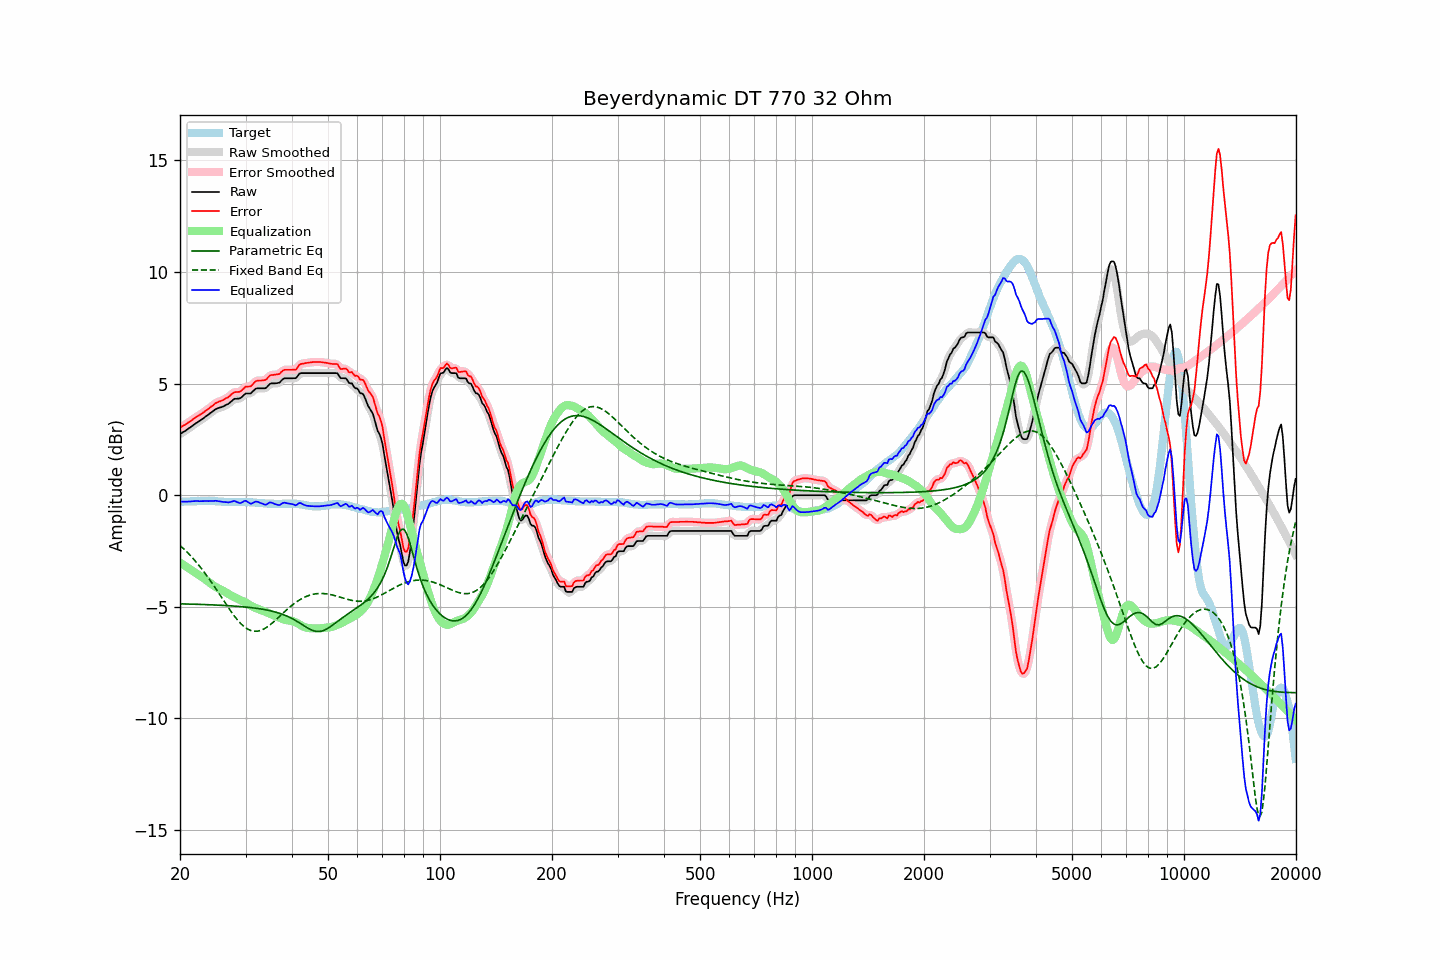 Beyerdynamic DT 770 32 Ohm
Target
Raw Smoothed
Error Smoothed
Raw
Error
Equalization
Parametric Eq
Fixed Band Eq
Equalized
Amplitude (dBr)
15
10
5
0
−5
−10
−15
20
50
100
200
500
1000
2000
5000
10000
20000
Frequency (Hz)